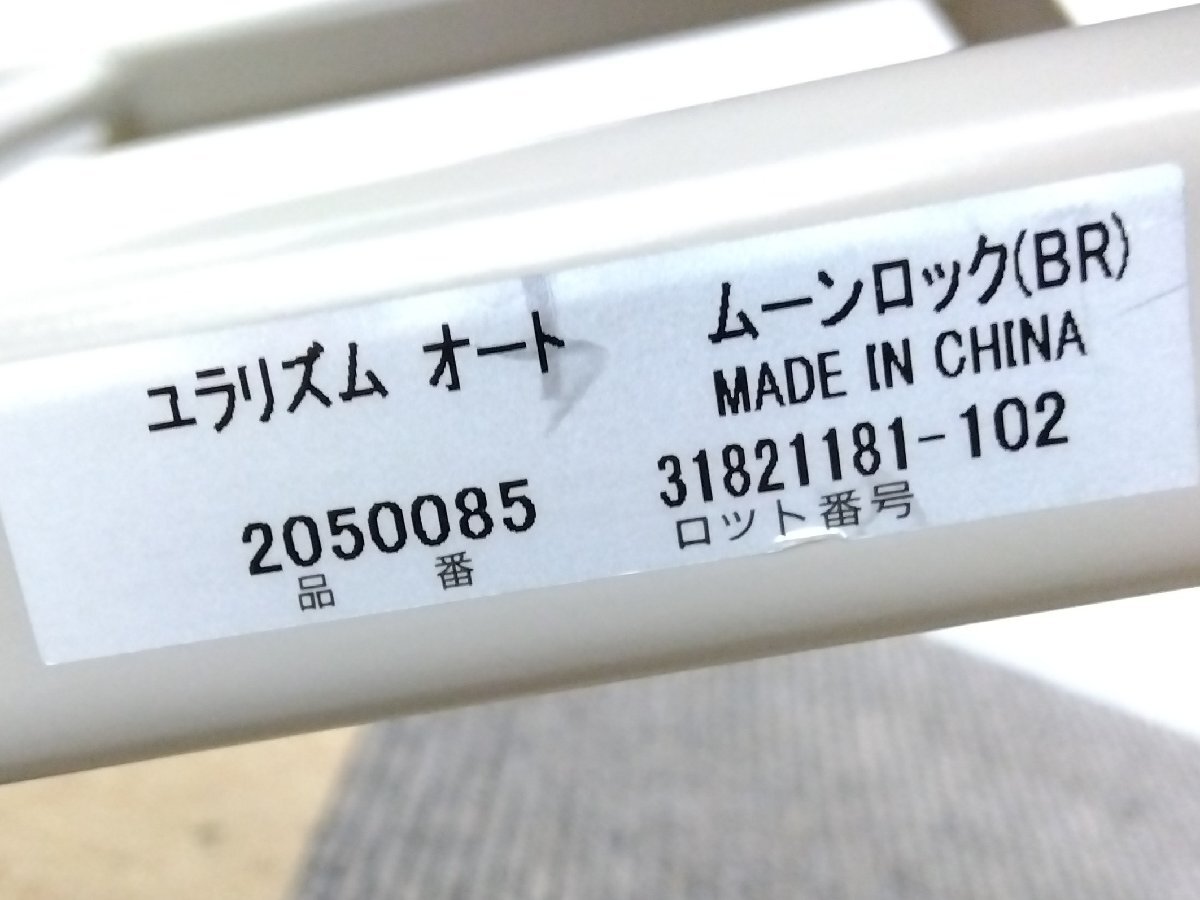 ユラリズム オート ムーンロック(BR)
MADE IN CHINA
2050085 31821181-102
品番 ロット番号